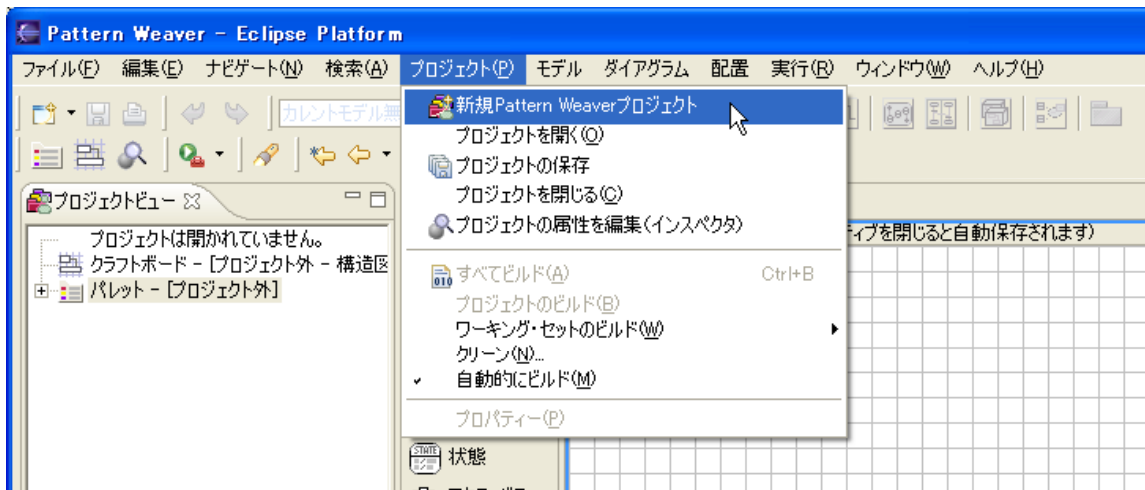 Pattern Weaver - Eclipse Platform
ファイル(F) 編集(E) ナビゲート(N) 検索(A) プロジェクト(P) モデル ダイアグラム 配置 実行(R) ウィンドウ(W) ヘルプ(H)
カレントモデル無
新規Pattern Weaverプロジェクト
プロジェクトを開く(O)
プロジェクトの保存
プロジェクトを閉じる(C)
プロジェクトの属性を編集(インスペクタ)
すべてビルド(A) Ctrl+B
プロジェクトのビルド(B)
ワーキング・セットのビルド(W)
クリーン(N)...
自動的にビルド(M)
プロパティー(P)
プロジェクトビュー
プロジェクトは開かれていません。
クラフトボード - [プロジェクト外 - 構造図
パレット - [プロジェクト外]
ティブを閉じると自動保存されます)
STATE
状態